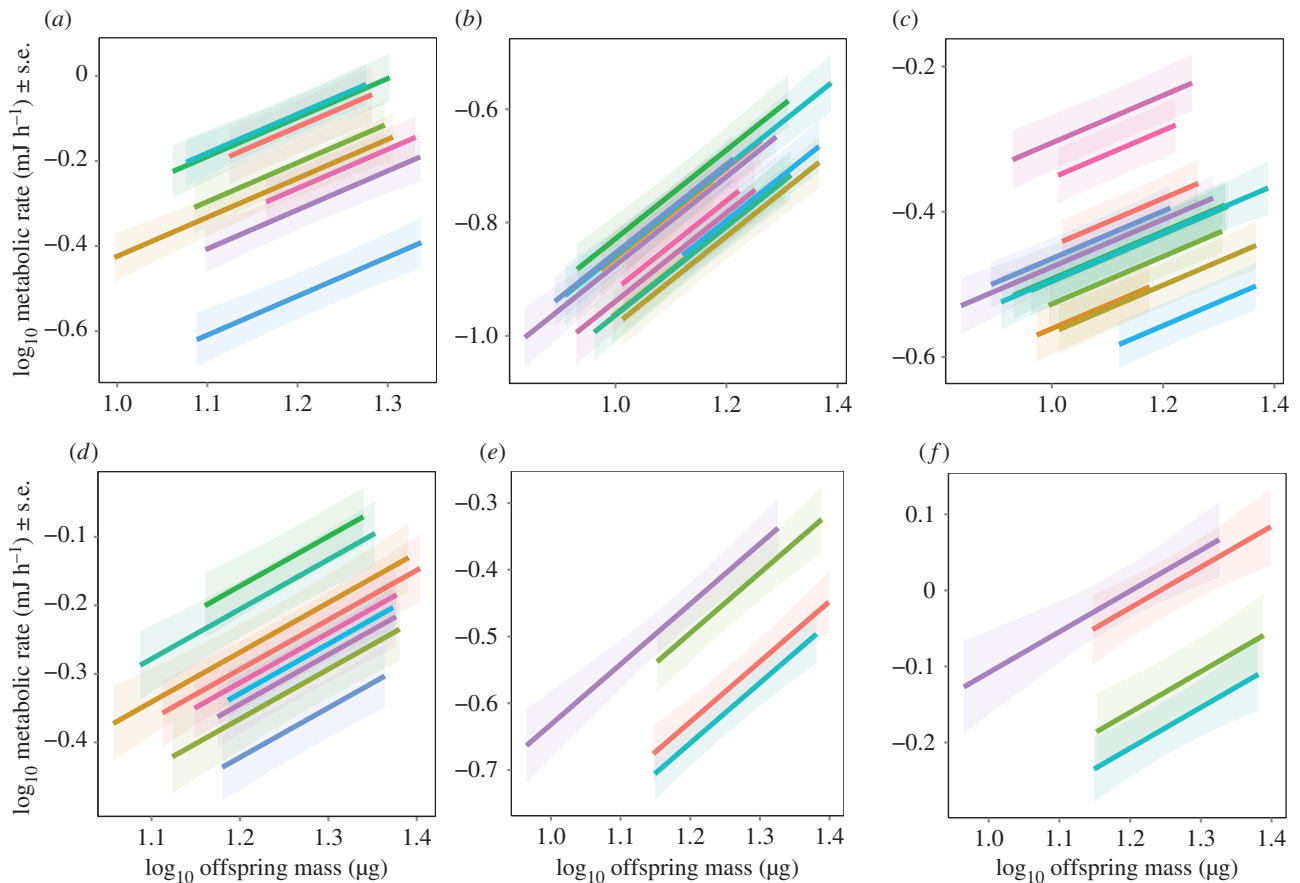 (a)
(b)
(c)
log10 metabolic rate (mJ h−1) ± s.e.
0
−0.2
−0.4
−0.6
1.0 1.1 1.2 1.3
−0.6
−0.8
−1.0
1.0 1.2 1.4
−0.2
−0.4
−0.6
1.0 1.2 1.4
(d)
(e)
(f)
log10 metabolic rate (mJ h−1) ± s.e.
−0.1
−0.2
−0.3
−0.4
1.1 1.2 1.3 1.4
log10 offspring mass (µg)
−0.3
−0.4
−0.5
−0.6
−0.7
1.0 1.1 1.2 1.3 1.4
log10 offspring mass (µg)
0.1
0
−0.1
−0.2
1.0 1.1 1.2 1.3 1.4
log10 offspring mass (µg)